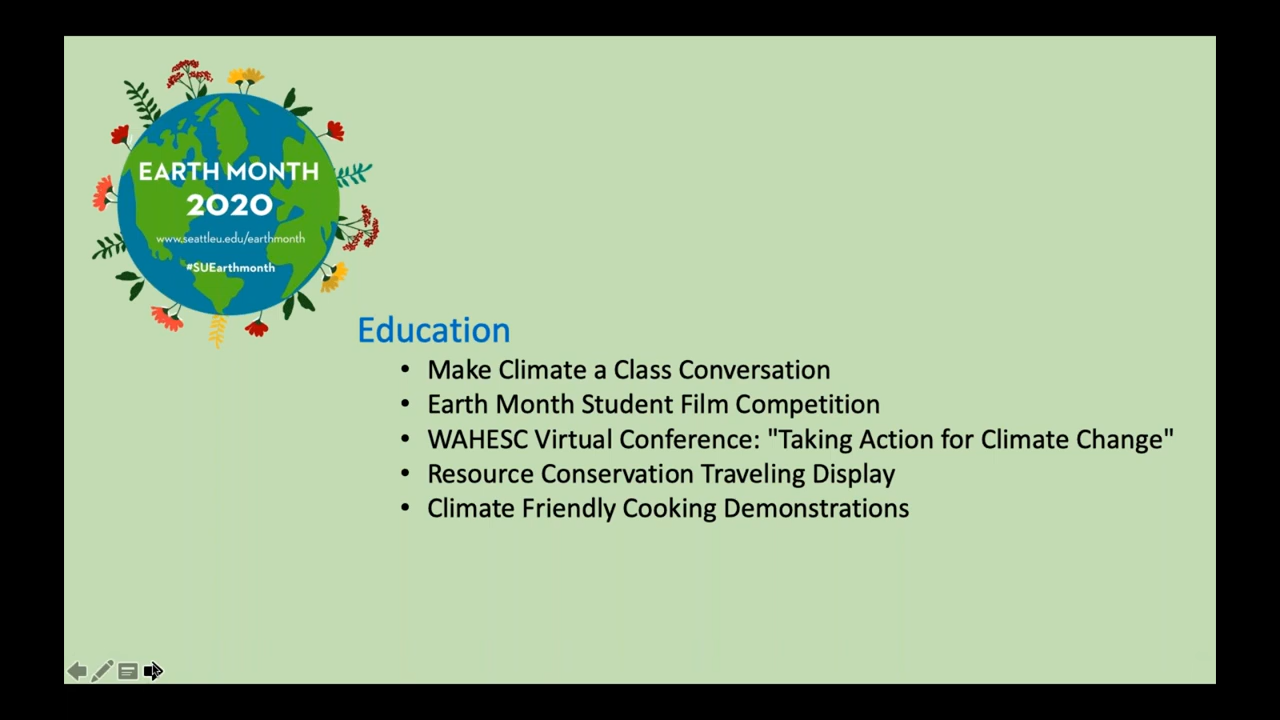 EARTH MONTH
2020
www.seattleu.edu/earthmonth
#SUEarthmonth
Education
• Make Climate a Class Conversation
• Earth Month Student Film Competition
• WAHESC Virtual Conference: "Taking Action for Climate Change"
• Resource Conservation Traveling Display
• Climate Friendly Cooking Demonstrations